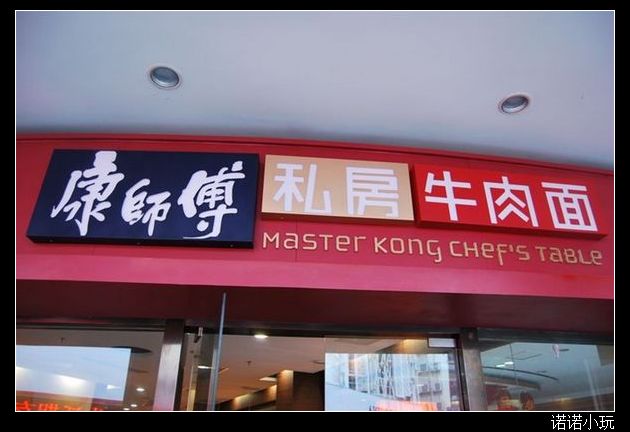 康師傅 私房 牛肉面
Master Kong Chef's Table
诺诺小玩